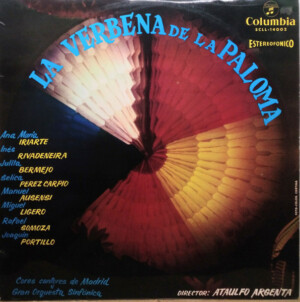 Columbia
SCLL-14003
ESTEREOFONICO
LA VERBENA DE LA PALOMA
Ana María
IRIARTE
Inés
RIVADENEIRA
Julita
BERMEJO
Selica
PEREZ CARPIO
Manuel
AUSENSI
Miguel
LIGERO
Rafael
GOMOZA
Joaquín
PORTILLO
Coros cantores de Madrid
Gran Orquesta Sinfónica
DIRECTOR: ATAULFO ARGENTA